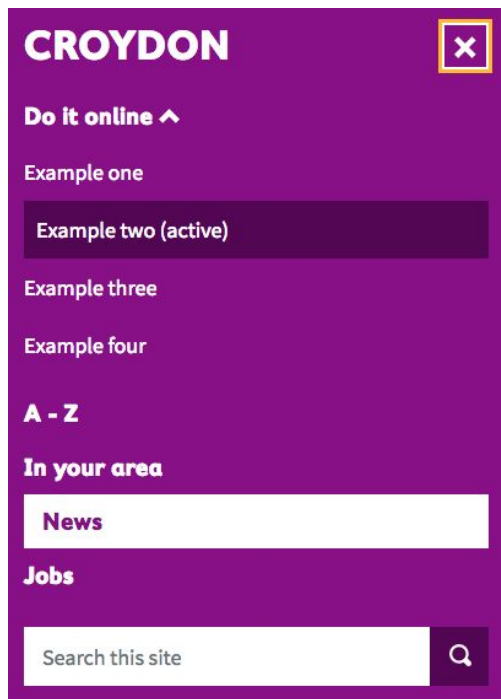 CROYDON
Do it online
Example one
Example two (active)
Example three
Example four
A - Z
In your area
News
Jobs
Search this site